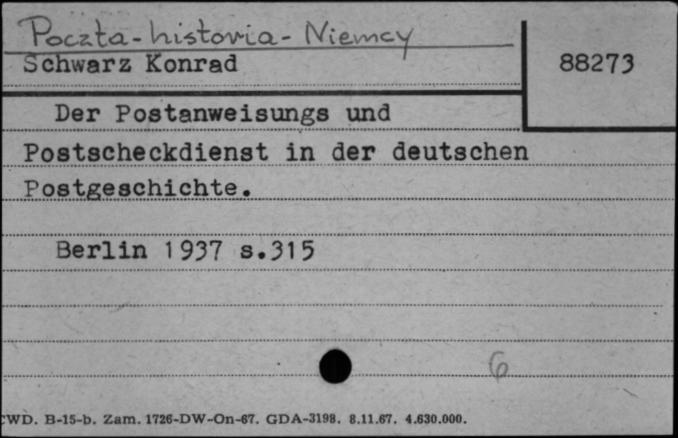 Poczta-historia-Niemcy
Schwarz Konrad
88273
Der Postanweisungs und
Postscheckdienst in der deutschen
Postgeschichte.
Berlin 1937 s.315
6
CWD. B-15-b. Zam. 1726-DW-On-67. GDA-3198. 8.11.67. 4.630.000.